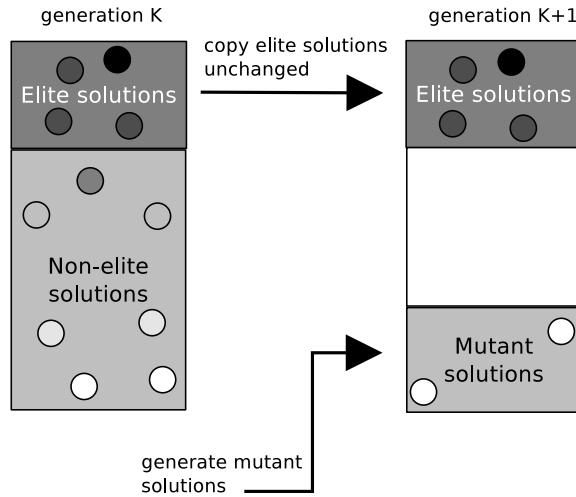 generation K
generation K+1
copy elite solutions
unchanged
Elite solutions
Elite solutions
Non-elite
solutions
Mutant
solutions
generate mutant
solutions